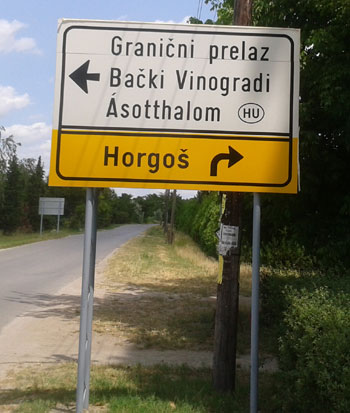 Granični prelaz
Bački Vinogradi
Ásotthalom HU
Horgoš